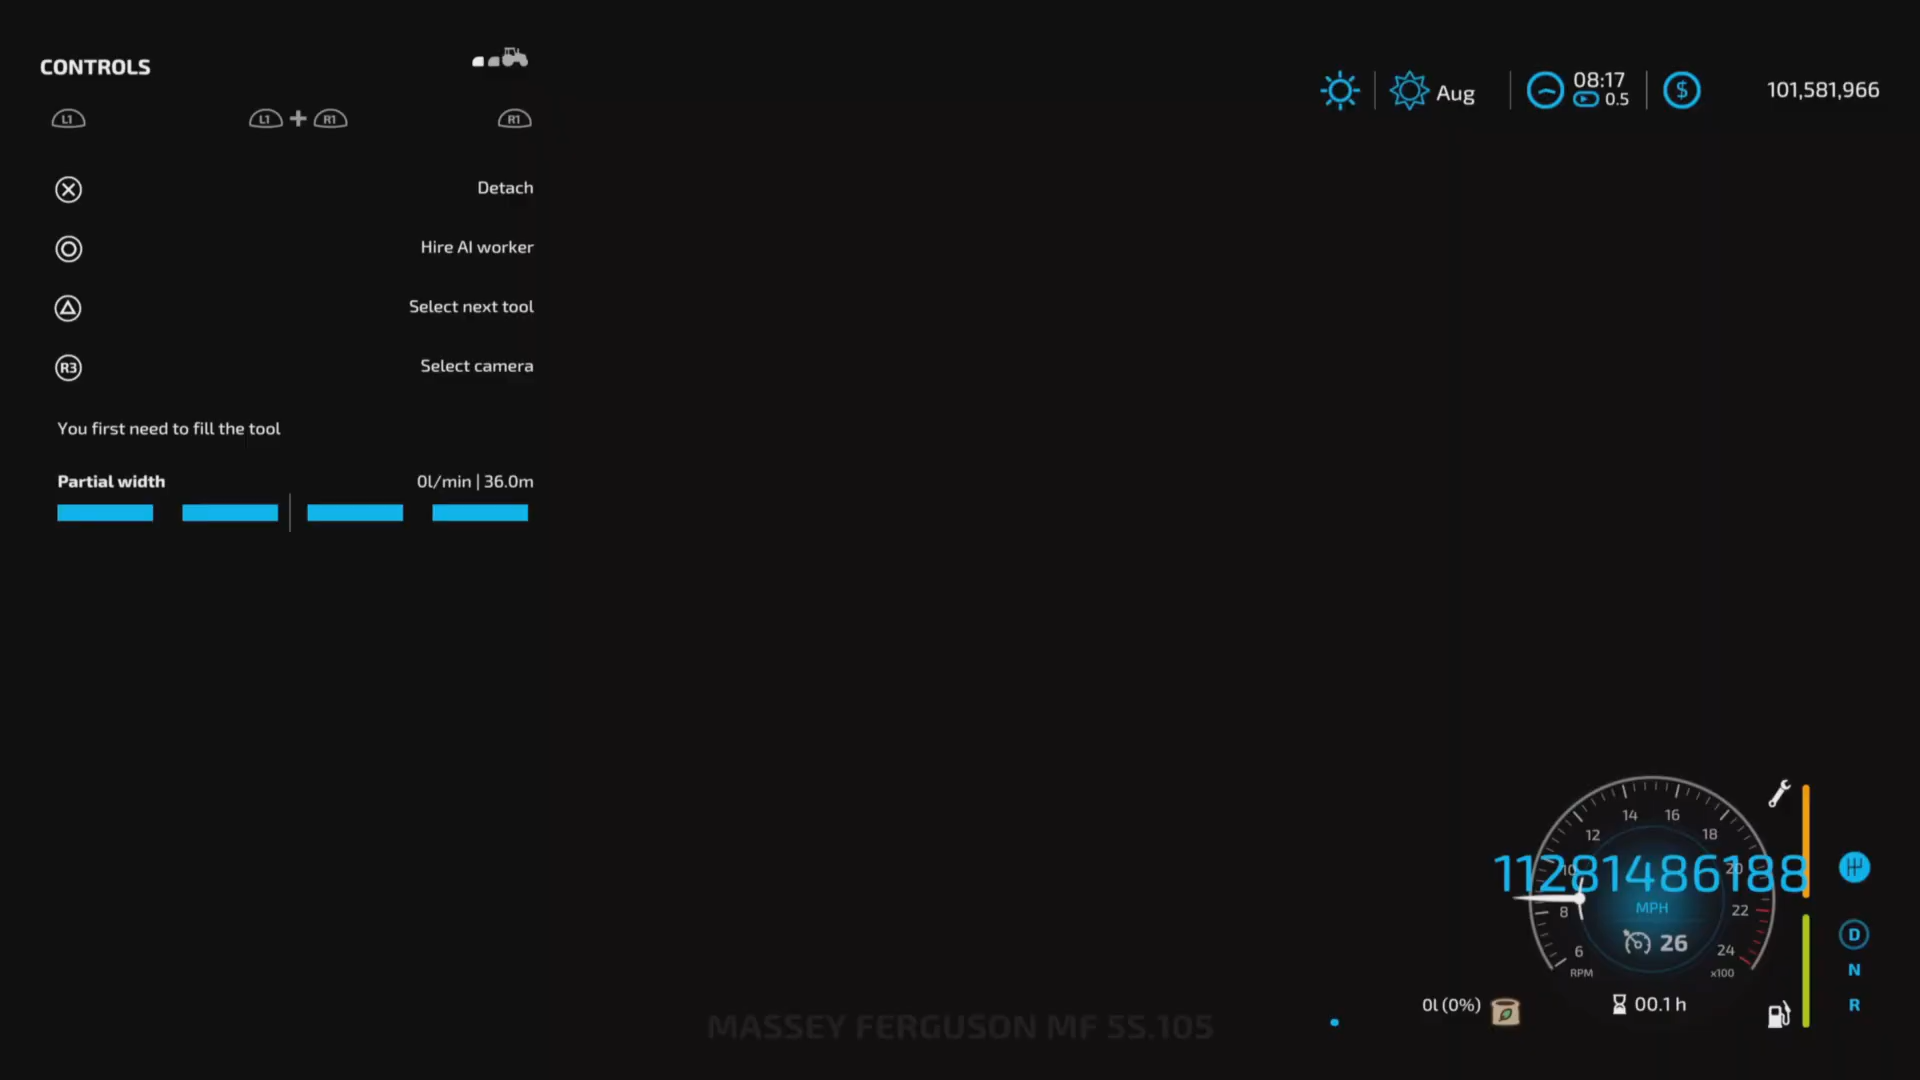 CONTROLS
L1
L1 + R1
R1
Detach
Hire AI worker
Select next tool
R3
Select camera
You first need to fill the tool
Partial width
0l/min | 36.0m
Aug
08:17
0.5
$
101,581,966
6
8
10
12
14
16
18
20
22
24
11281486188
MPH
26
RPM
x100
D
N
R
0l (0%)
00.1 h
MASSEY FERGUSON MF 5S.105